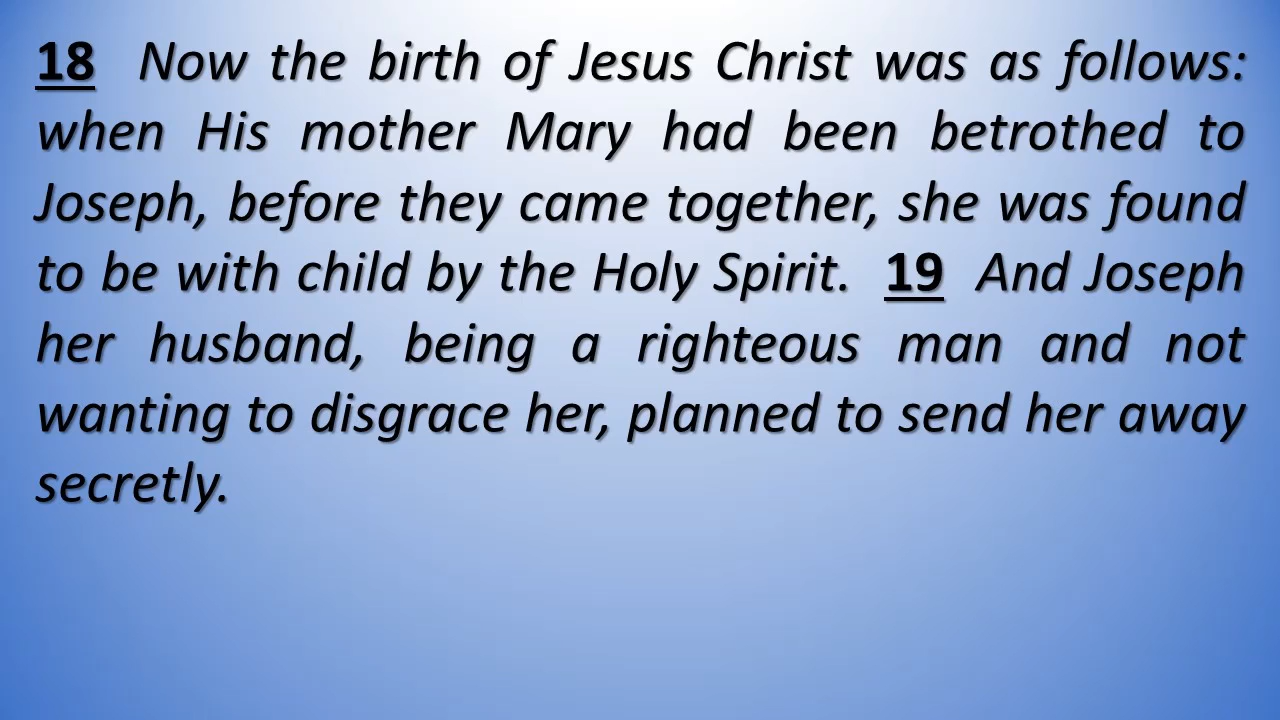 18 Now the birth of Jesus Christ was as follows:
when His mother Mary had been betrothed to
Joseph, before they came together, she was found
to be with child by the Holy Spirit. 19 And Joseph
her husband, being a righteous man and not
wanting to disgrace her, planned to send her away
secretly.